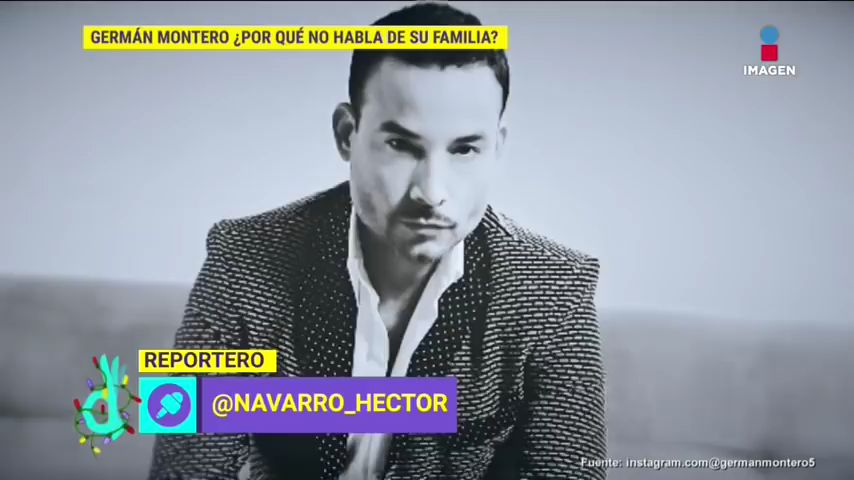 GERMÁN MONTERO ¿POR QUÉ NO HABLA DE SU FAMILIA?
IMAGEN
REPORTERO
@NAVARRO_HECTOR
Fuente: instagram.com@germanmontero5